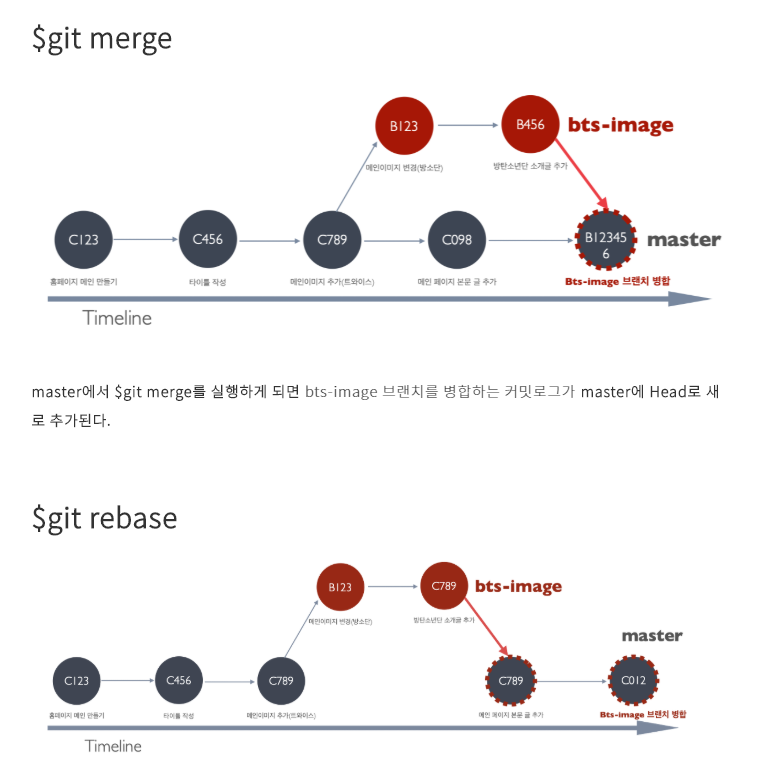 $git merge
B123
B456
bts-image
메인이미지 변경(방소단)
방탄소년단 소개글 추가
C123
C456
C789
C098
B12345
6
master
홈페이지 메인 만들기
타이틀 작성
메인이미지 추가(트와이스)
메인 페이지 본문 글 추가
Bts-image 브랜치 병합
Timeline
master에서 $git merge를 실행하게 되면 bts-image 브랜치를 병합하는 커밋로그가 master에 Head로 새
로 추가된다.
$git rebase
B123
C789
bts-image
메인이미지 변경(방소단)
방탄소년단 소개글 추가
master
C123
C456
C789
C789
C012
홈페이지 메인 만들기
타이틀 작성
메인이미지 추가(트와이스)
메인 페이지 본문 글 추가
Bts-image 브랜치 병합
Timeline